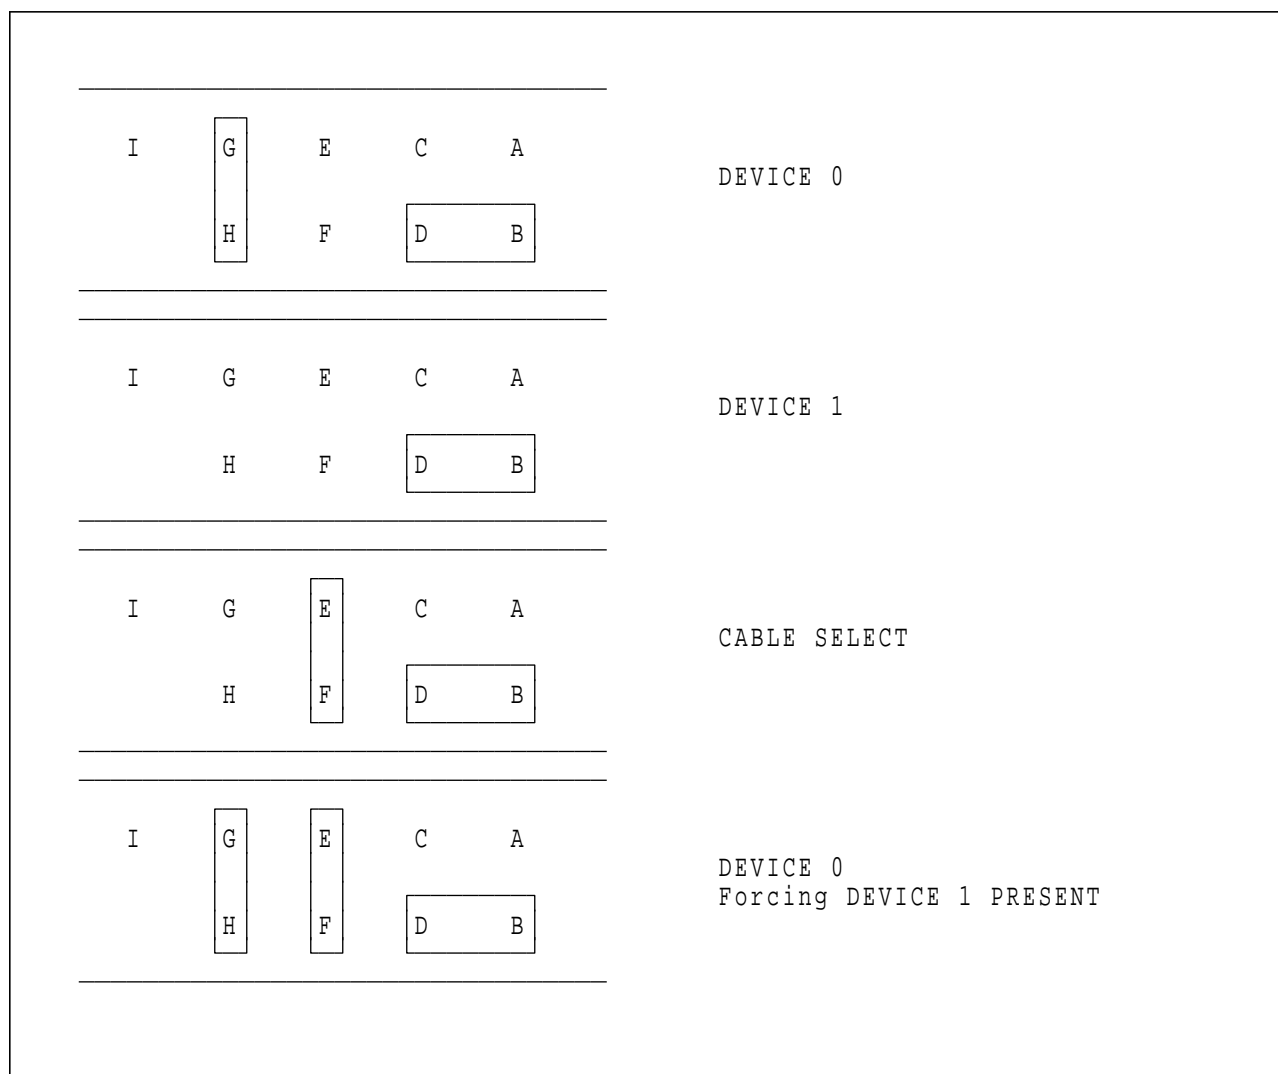 I G E C A
DEVICE 0
H F D B
I G E C A
DEVICE 1
H F D B
I G E C A
CABLE SELECT
H F D B
I G E C A
DEVICE 0
Forcing DEVICE 1 PRESENT
H F D B